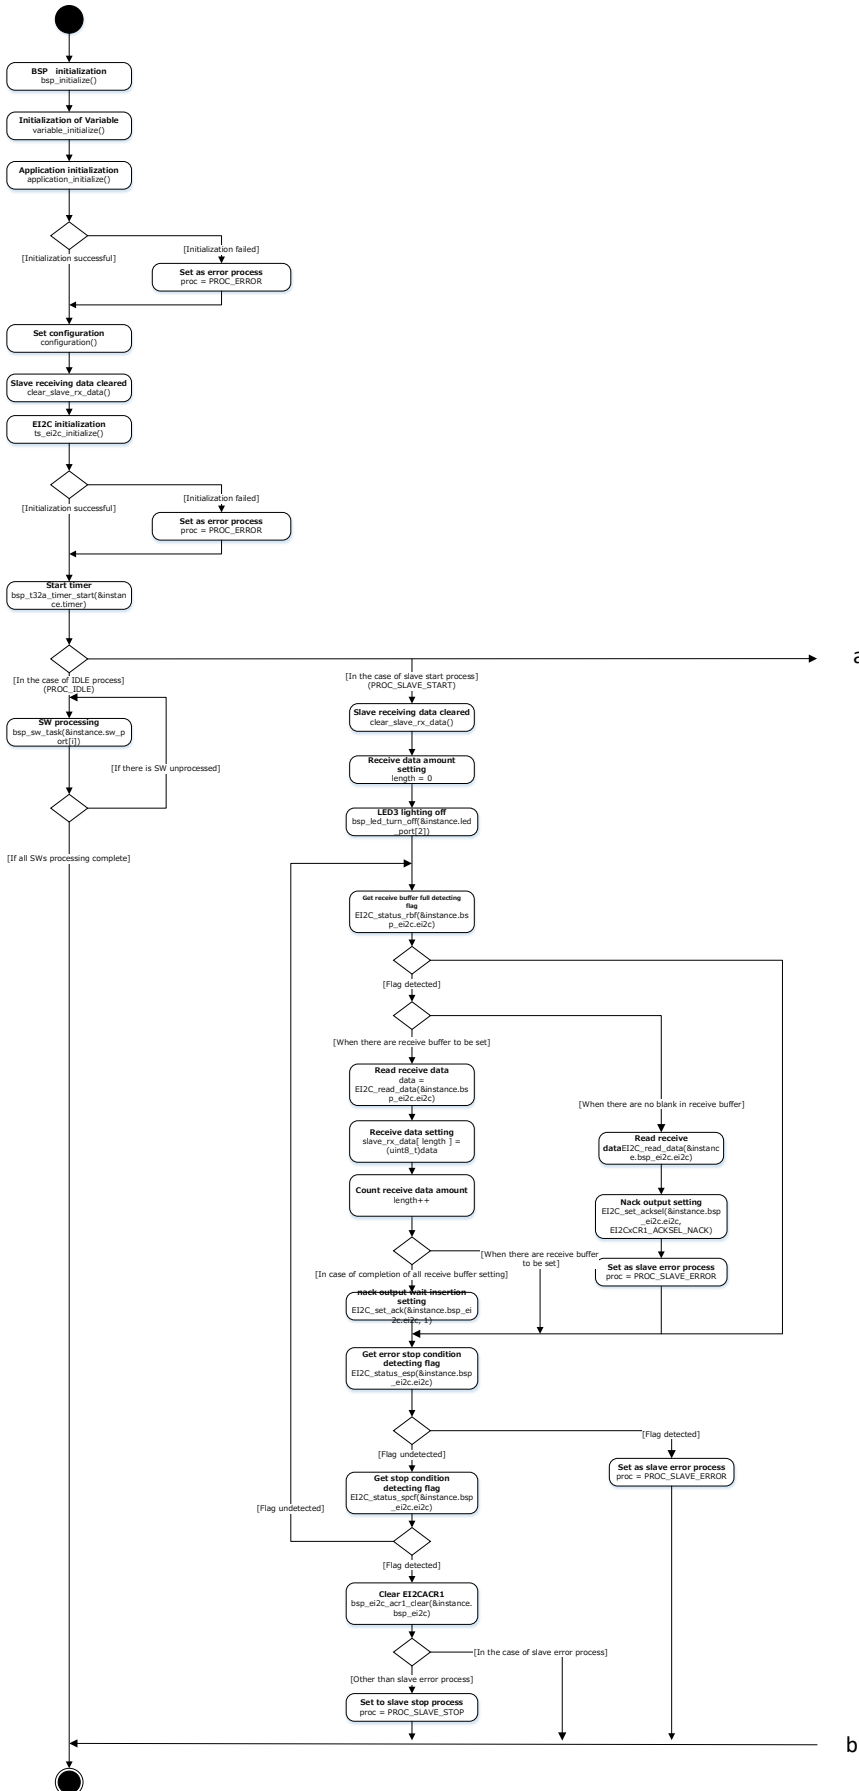 BSP initialization
bsp_initialize()
Initialization of Variable
variable_initialize()
Application initialization
application_initialize()
[Initialization successful]
[Initialization failed]
Set as error process
proc = PROC_ERROR
Set configuration
configuration()
Slave receiving data cleared
clear_slave_rx_data()
EI2C initialization
ts_ei2c_initialize()
[Initialization successful]
[Initialization failed]
Set as error process
proc = PROC_ERROR
Start timer
bsp_t32a_timer_start(&instan
ce.timer)
a
[In the case of IDLE process]
(PROC_IDLE)
SW processing
bsp_sw_task(&instance.sw_p
ort[i])
[If there is SW unprocessed]
[If all SWs processing complete]
[In the case of slave start process]
(PROC_SLAVE_START)
Slave receiving data cleared
clear_slave_rx_data()
Receive data amount
setting
length = 0
LED3 lighting off
bsp_led_turn_off(&instance.led
_port[2])
Get receive buffer full detecting
flag
EI2C_status_rbf(&instance.bs
p_ei2c.ei2c)
[Flag detected]
[When there are receive buffer to be set]
Read receive data
data =
EI2C_read_data(&instance.bs
p_ei2c.ei2c)
Receive data setting
slave_rx_data[ length ] =
(uint8_t)data
Count receive data amount
length++
[When there are no blank in receive buffer]
Read receive
dataEI2C_read_data(&instanc
e.bsp_ei2c.ei2c)
Nack output setting
EI2C_set_acksel(&instance.bsp
_ei2c.ei2c,
EI2CxCR1_ACKSEL_NACK)
Set as slave error process
proc = PROC_SLAVE_ERROR
[When there are receive buffer
to be set]
[In case of completion of all receive buffer setting]
nack output wait insertion
setting
EI2C_set_ack(&instance.bsp_ei
2c.ei2c, 1)
Get error stop condition
detecting flag
EI2C_status_esp(&instance.bsp
_ei2c.ei2c)
[Flag detected]
Set as slave error process
proc = PROC_SLAVE_ERROR
[Flag undetected]
Get stop condition
detecting flag
EI2C_status_spcf(&instance.bsp
_ei2c.ei2c)
[Flag undetected]
[Flag detected]
Clear EI2CACR1
bsp_ei2c_acr1_clear(&instance.
bsp_ei2c)
[In the case of slave error process]
[Other than slave error process]
Set to slave stop process
proc = PROC_SLAVE_STOP
b